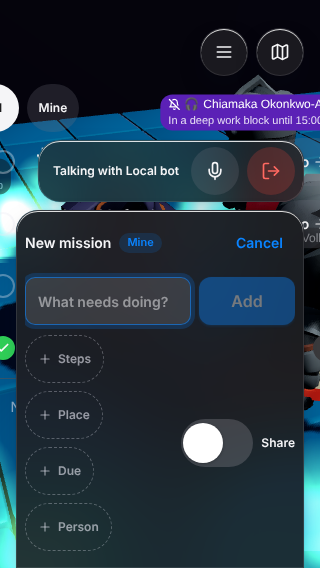 Mine
🎧 Chiamaka Okonkwo-A
In a deep work block until 15:00
Talking with Local bot
New mission Mine Cancel
What needs doing? Add
+ Steps
+ Place
Share
+ Due
+ Person